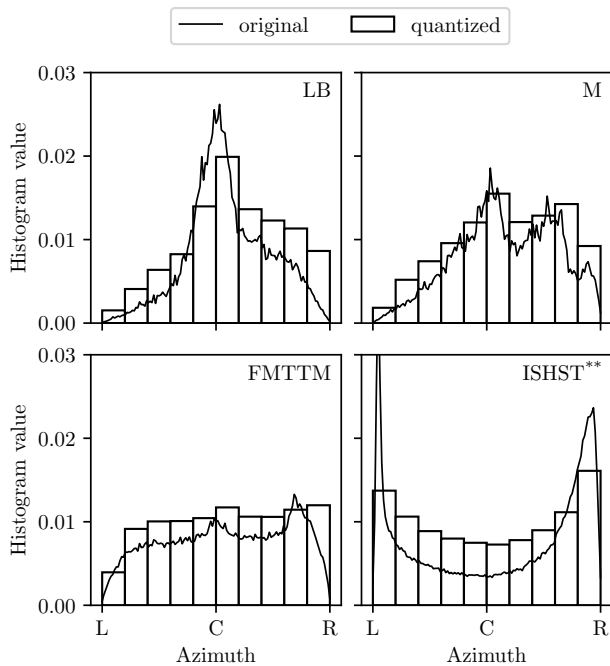 original quantized
0.03
LB
M
Histogram value
0.02
0.01
0.00
0.03
FMTTM
ISHST**
Histogram value
0.02
0.01
0.00
L C R
L C R
Azimuth
Azimuth